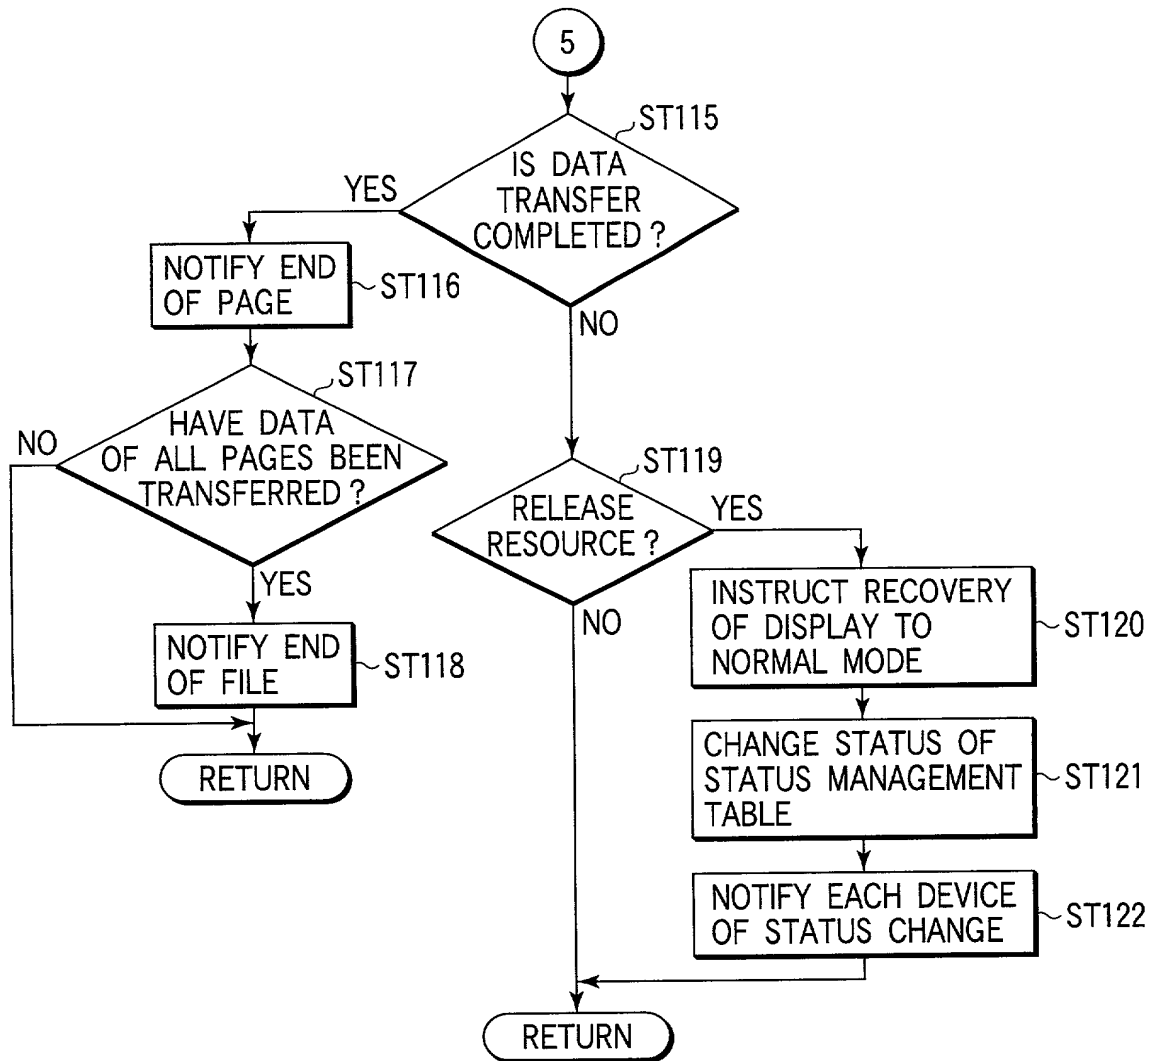 5
ST115
IS DATA
TRANSFER
COMPLETED?
YES
NO
NOTIFY END
OF PAGE
ST116
ST117
HAVE DATA
OF ALL PAGES BEEN
TRANSFERRED?
NO
YES
NOTIFY END
OF FILE
ST118
RETURN
ST119
RELEASE
RESOURCE?
YES
NO
INSTRUCT RECOVERY
OF DISPLAY TO
NORMAL MODE
ST120
CHANGE STATUS OF
STATUS MANAGEMENT
TABLE
ST121
NOTIFY EACH DEVICE
OF STATUS CHANGE
ST122
RETURN